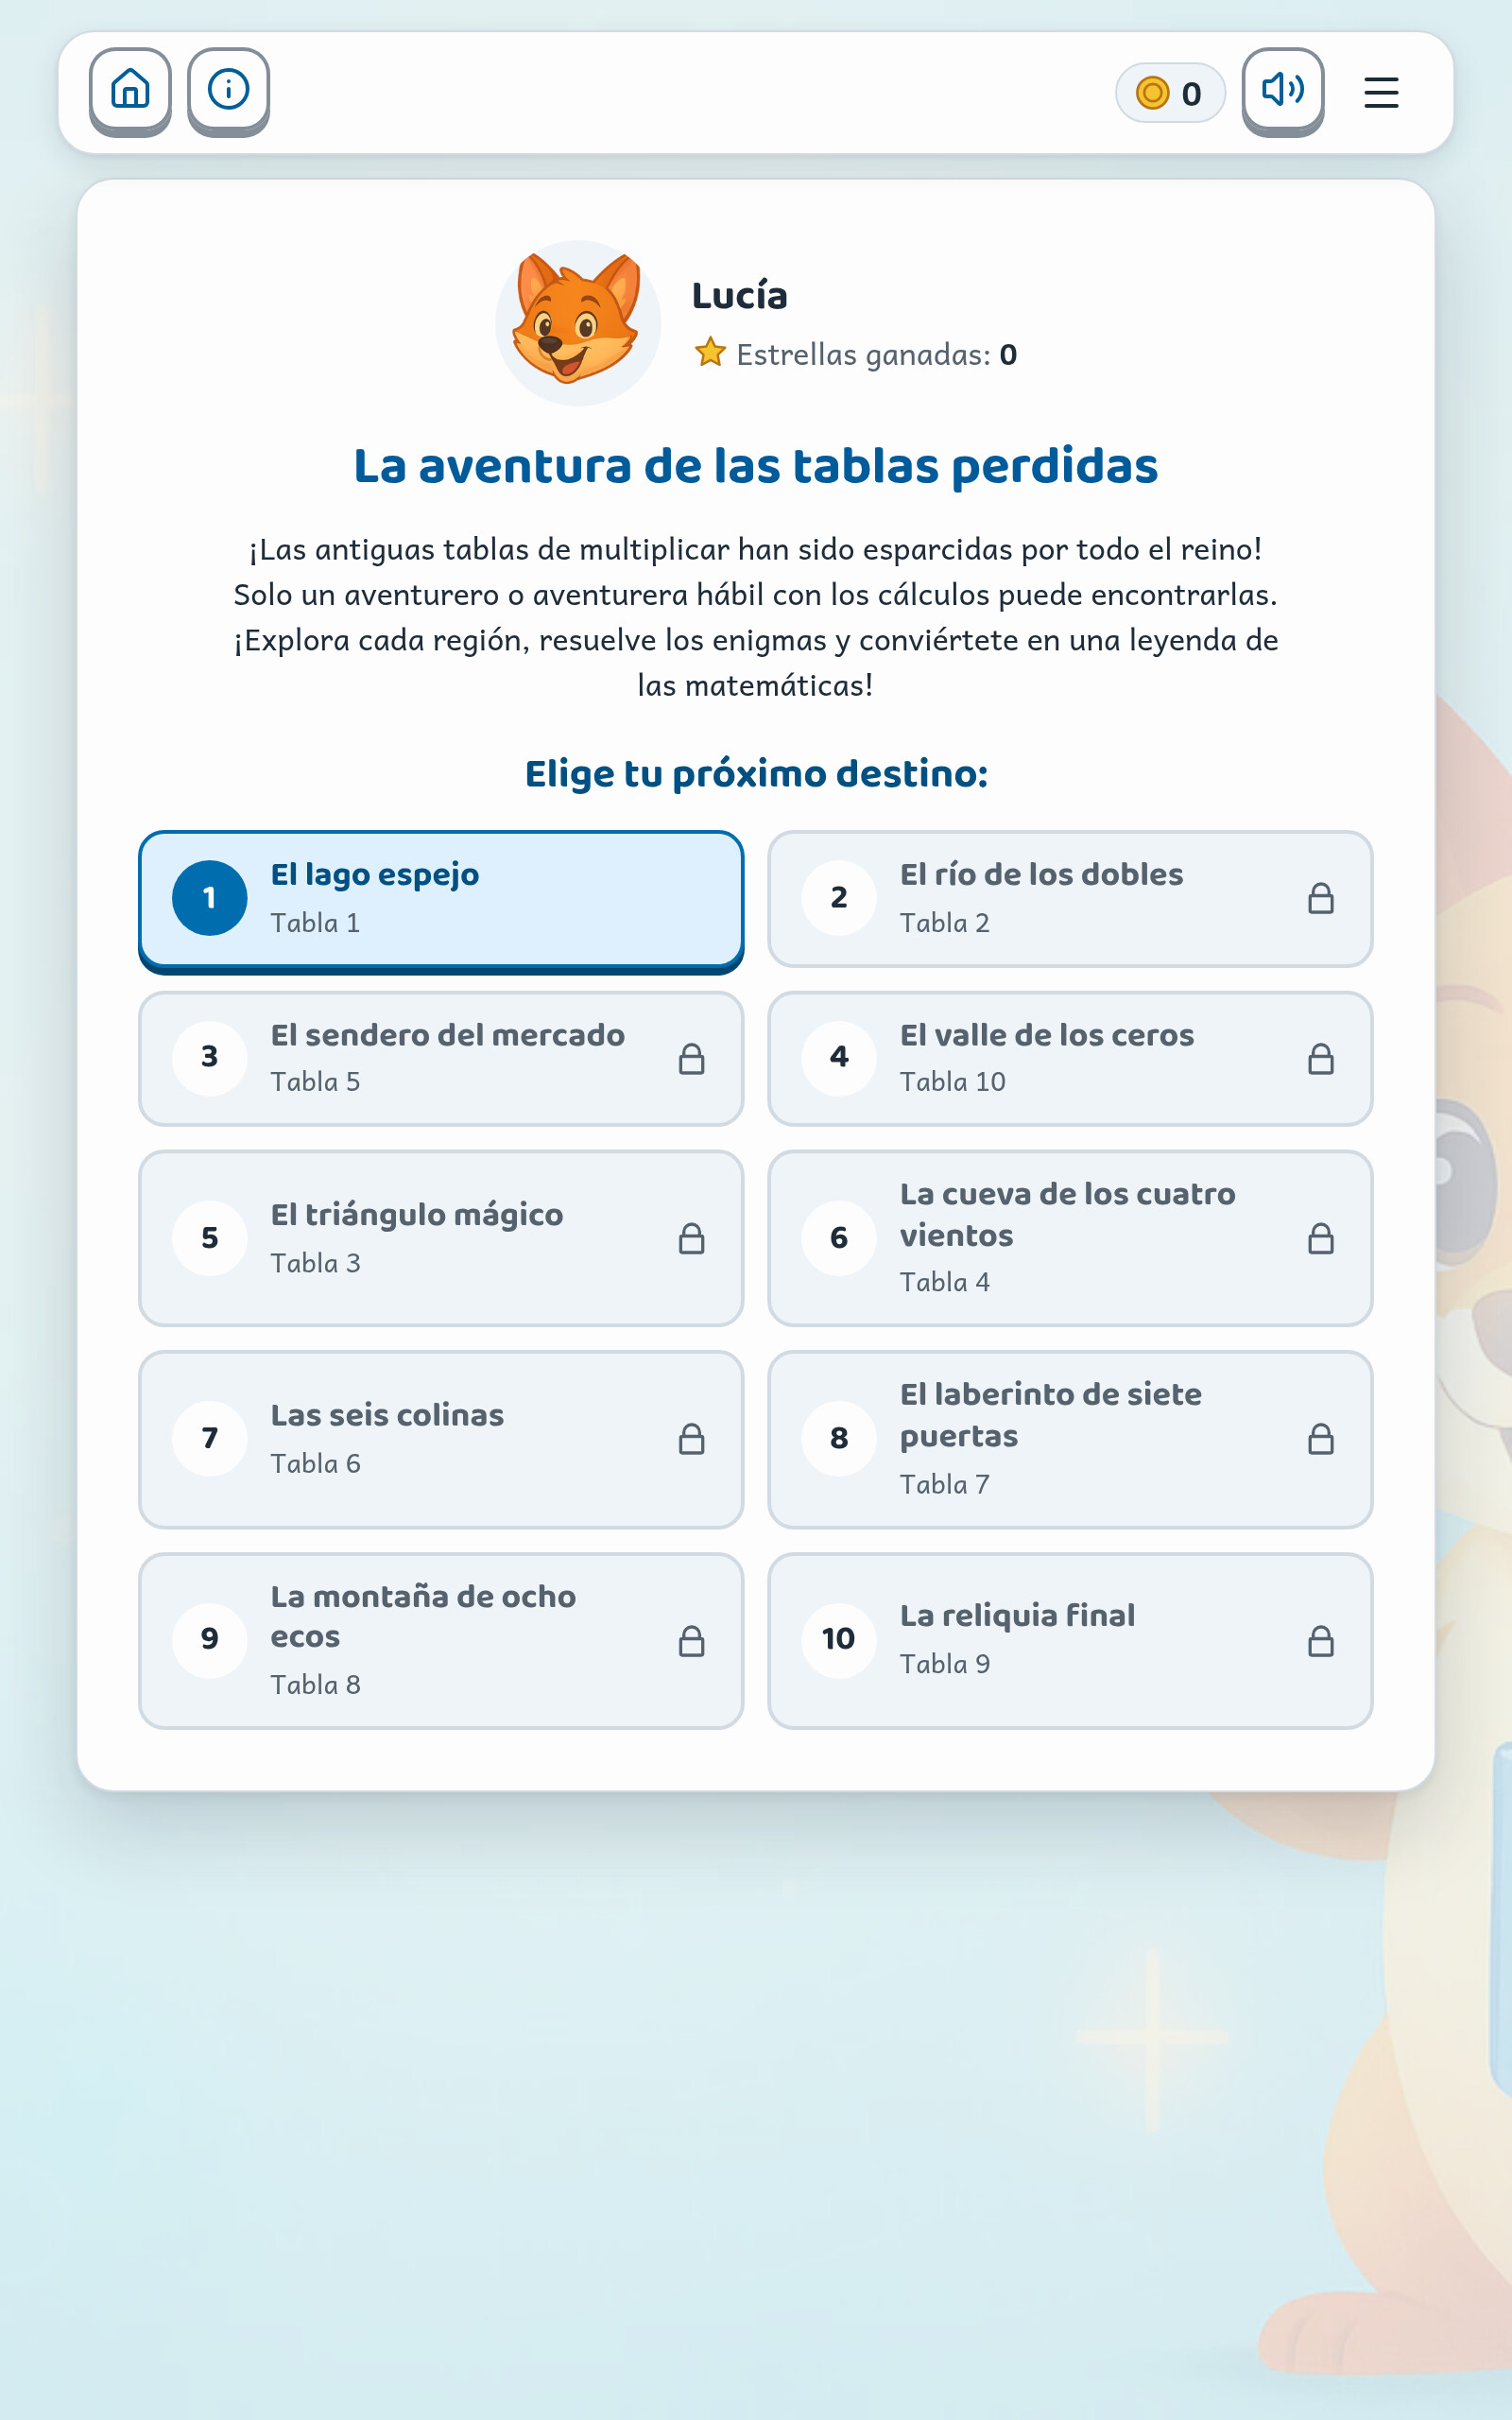 0
Lucía
Estrellas ganadas: 0
La aventura de las tablas perdidas
¡Las antiguas tablas de multiplicar han sido esparcidas por todo el reino!
Solo un aventurero o aventurera hábil con los cálculos puede encontrarlas.
¡Explora cada región, resuelve los enigmas y conviértete en una leyenda de
las matemáticas!
Elige tu próximo destino:
1
El lago espejo
Tabla 1
2
El río de los dobles
Tabla 2
3
El sendero del mercado
Tabla 5
4
El valle de los ceros
Tabla 10
5
El triángulo mágico
Tabla 3
6
La cueva de los cuatro
vientos
Tabla 4
7
Las seis colinas
Tabla 6
8
El laberinto de siete
puertas
Tabla 7
9
La montaña de ocho
ecos
Tabla 8
10
La reliquia final
Tabla 9